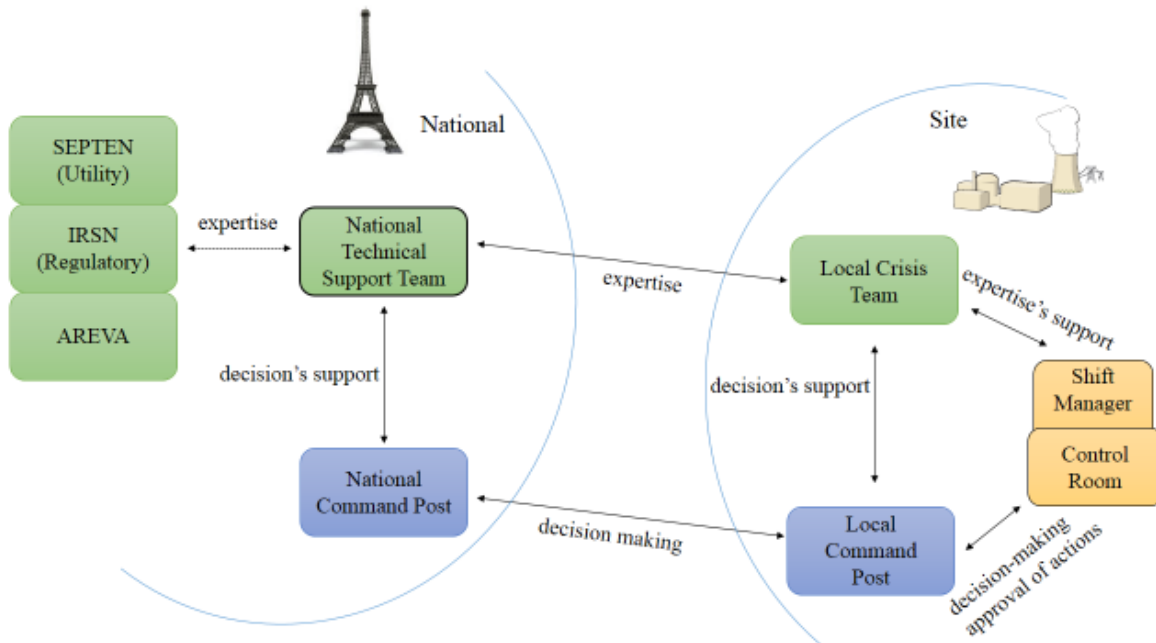 National
Site
SEPTEN
(Utility)
IRSN
(Regulatory)
AREVA
expertise
National
Technical
Support Team
expertise
Local Crisis
Team
expertise's support
decision's support
decision's support
Shift
Manager
Control
Room
National
Command Post
decision making
Local
Command
Post
decision-making
approval of actions